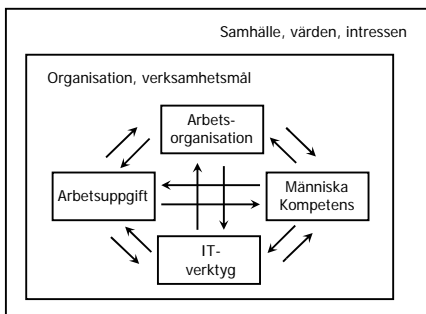 Samhälle, värden, intressen
Organisation, verksamhetsmål
Arbets-
organisation
Arbetsuppgift
Människa
Kompetens
IT-
verktyg